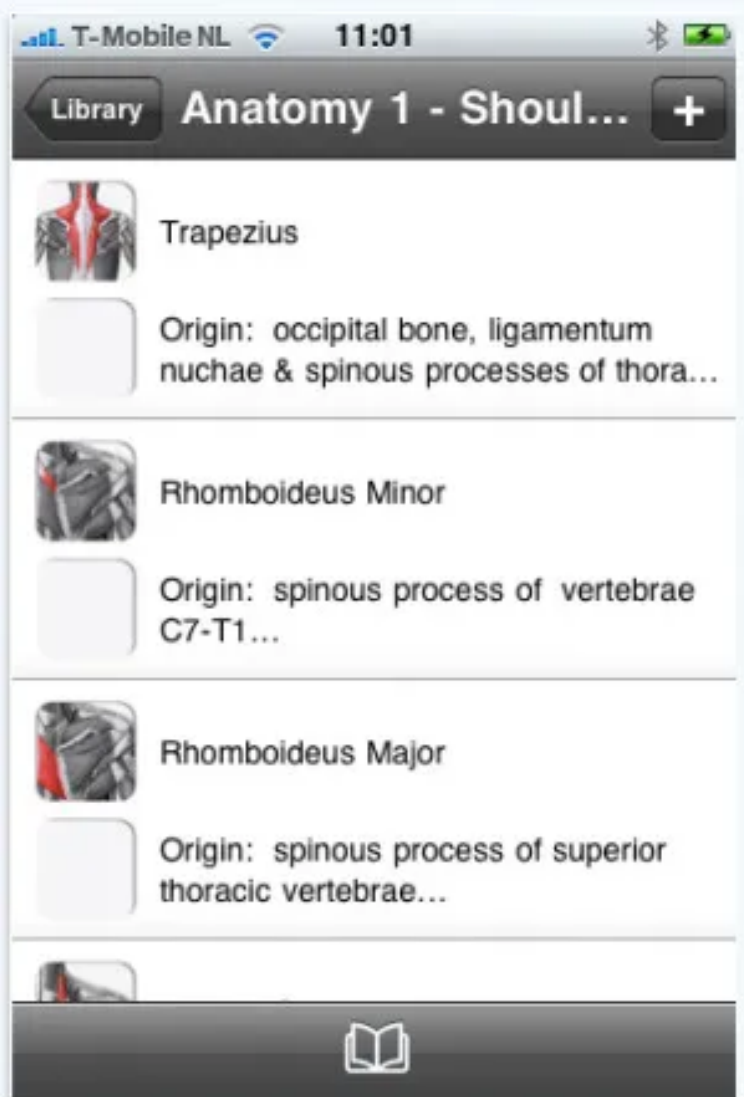 T-Mobile NL 11:01
Library Anatomy 1 - Shoul... +
Trapezius
Origin: occipital bone, ligamentum
nuchae & spinous processes of thora...
Rhomboideus Minor
Origin: spinous process of vertebrae
C7-T1...
Rhomboideus Major
Origin: spinous process of superior
thoracic vertebrae...